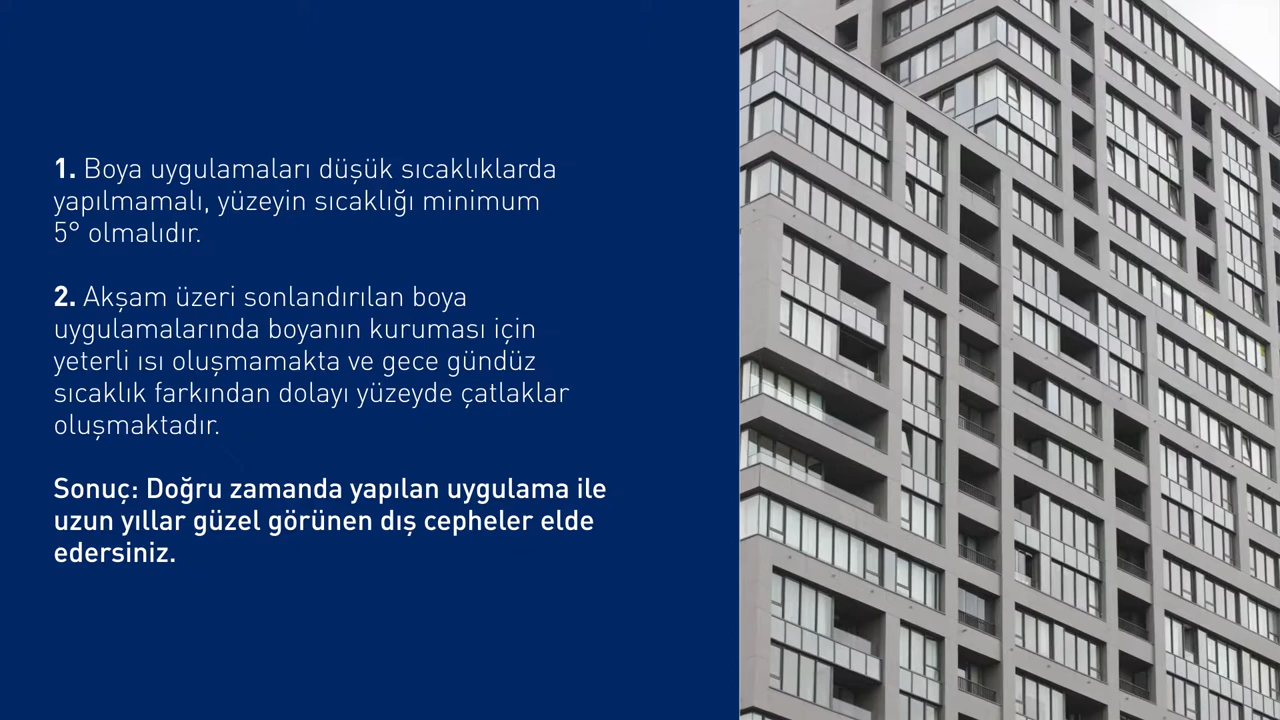 1. Boya uygulamaları düşük sıcaklıklarda
yapılmamalı, yüzeyin sıcaklığı minimum
5° olmalıdır.
2. Akşam üzeri sonlandırılan boya
uygulamalarında boyanın kuruması için
yeterli ısı oluşmamakta ve gece gündüz
sıcaklık farkından dolayı yüzeyde çatlaklar
oluşmaktadır.
Sonuç: Doğru zamanda yapılan uygulama ile
uzun yıllar güzel görünen dış cepheler elde
edersiniz.